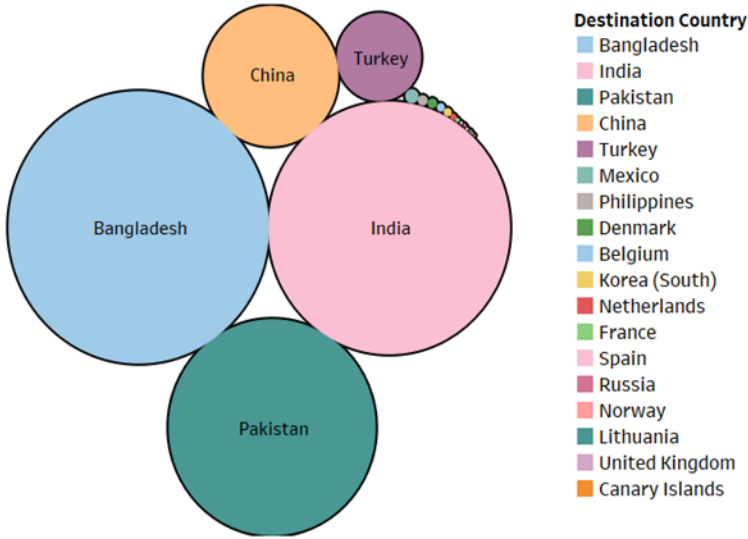 China
Turkey
Bangladesh
India
Pakistan
Destination Country
Bangladesh
India
Pakistan
China
Turkey
Mexico
Philippines
Denmark
Belgium
Korea (South)
Netherlands
France
Spain
Russia
Norway
Lithuania
United Kingdom
Canary Islands